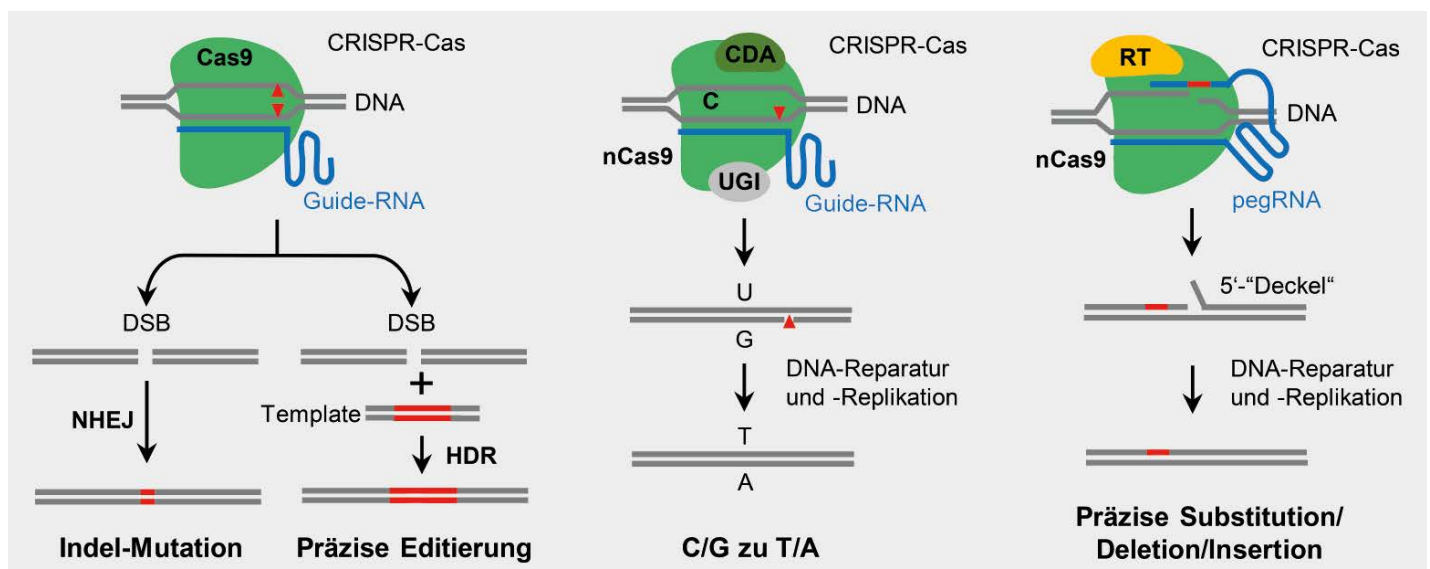 Cas9
CRISPR-Cas
DNA
Guide-RNA
DSB
DSB
NHEJ
Template
+
HDR
Indel-Mutation
Präzise Editierung
CDA
CRISPR-Cas
C
DNA
nCas9
UGI
Guide-RNA
U
G
DNA-Reparatur
und -Replikation
T
A
C/G zu T/A
RT
CRISPR-Cas
DNA
nCas9
pegRNA
5‘-“Deckel“
DNA-Reparatur
und -Replikation
Präzise Substitution/
Deletion/Insertion